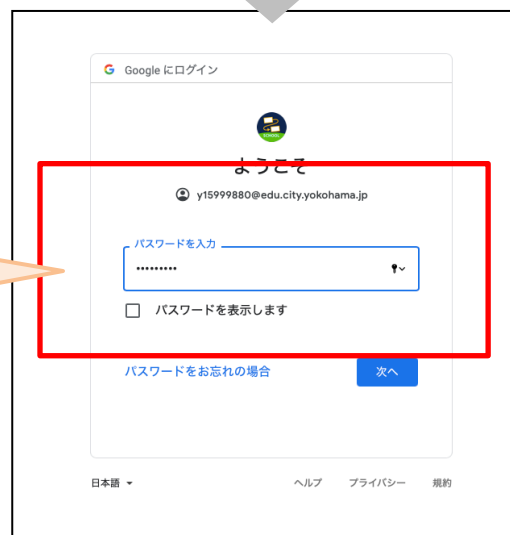 Google にログイン
ようこそ
y15999880@edu.city.yokohama.jp
パスワードを入力
•••••••••
パスワードを表示します
パスワードをお忘れの場合
次へ
日本語
ヘルプ プライバシー 規約